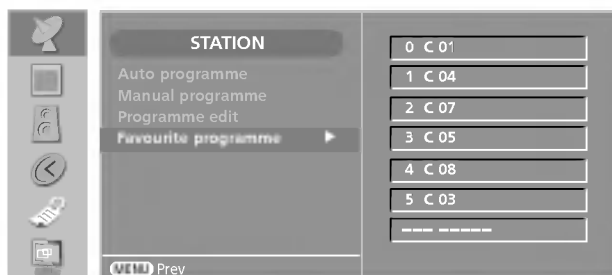 STATION
Auto programme
Manual programme
Programme edit
Favourite programme
MENU Prev
0 C 01
1 C 04
2 C 07
3 C 05
4 C 08
5 C 03
--- -----